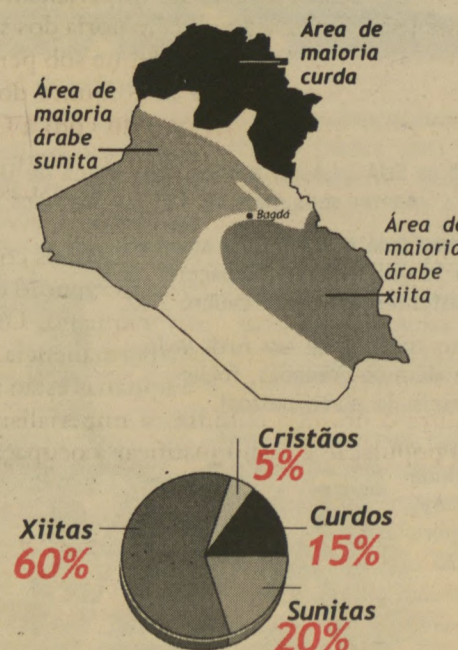 Área de
maioria
curda
Área de
maioria
árabe
sunita
Bagdá
Área de
maioria
árabe
xiita
Cristãos
5%
Curdos
15%
Xiitas
60%
Sunitas
20%